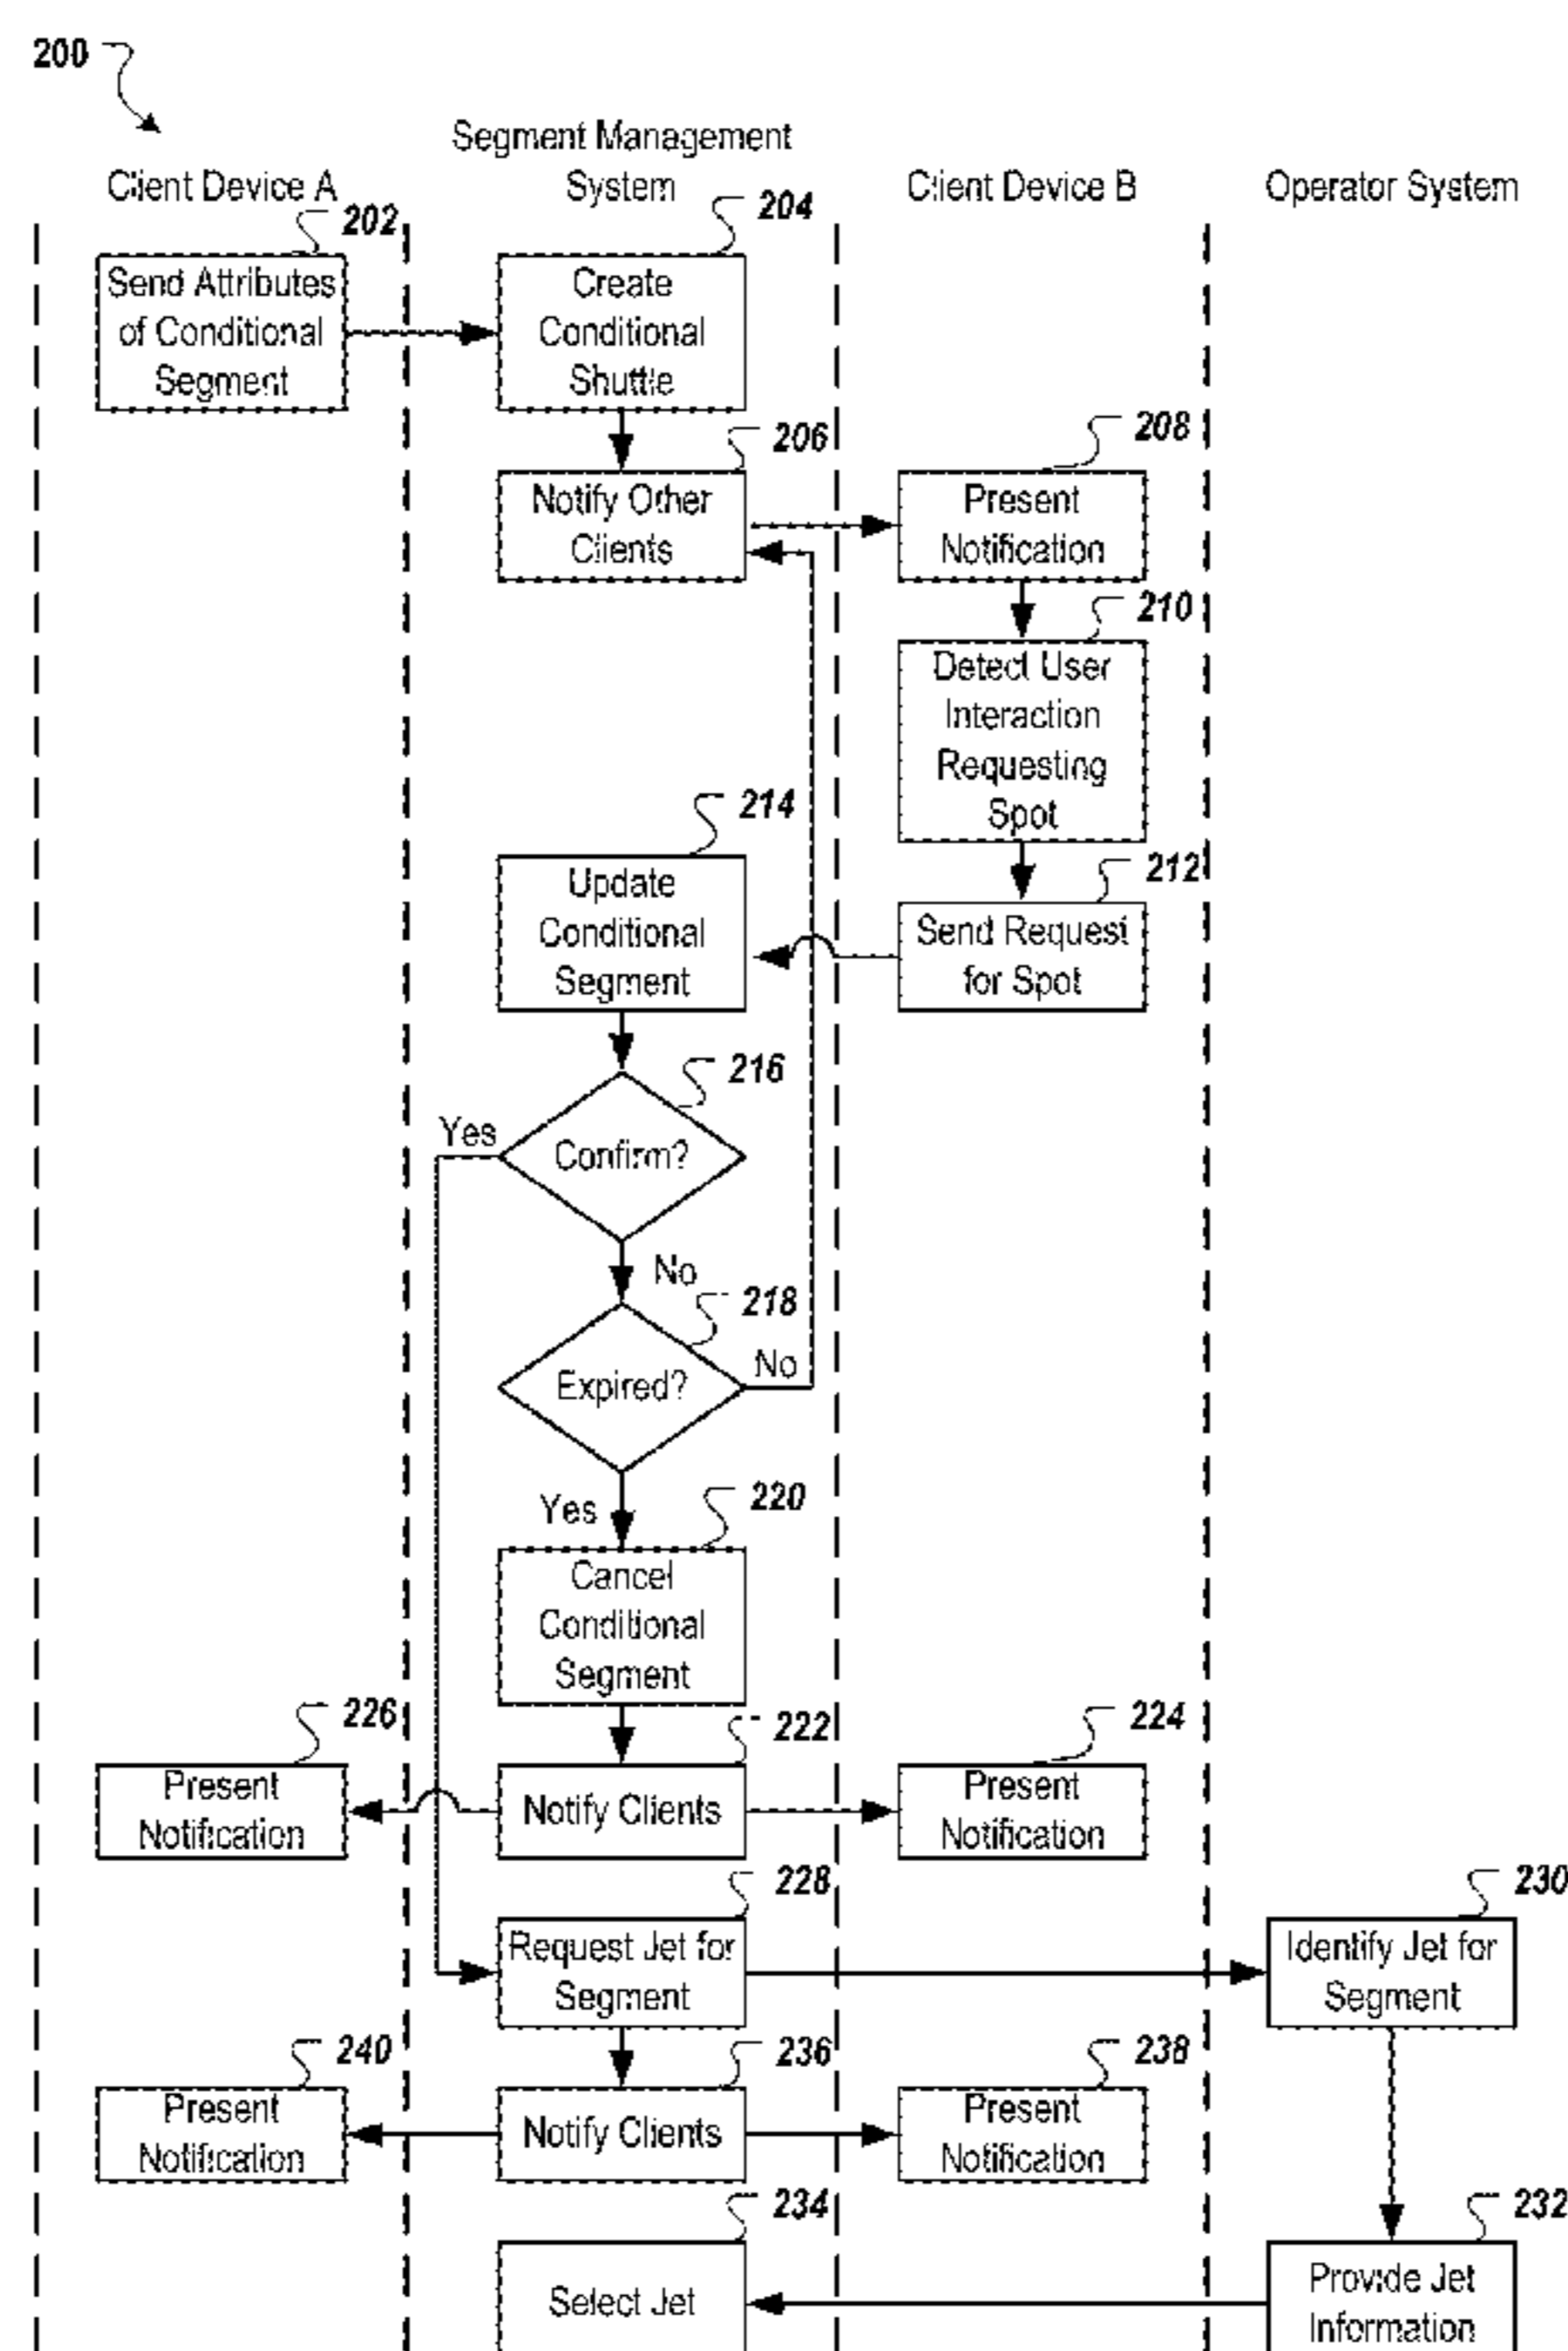 200
Segment Management
System
Client Device A
Client Device B
Operator System
202
204
Send Attributes
of Conditional
Segment
Create
Conditional
Shuttle
206
208
Notify Other
Clients
Present
Notification
210
Detect User
Interaction
Requesting
Spot
214
212
Update
Conditional
Segment
Send Request
for Spot
216
Yes
Confirm?
No
218
Expired?
No
Yes
220
Cancel
Conditional
Segment
226
222
224
Present
Notification
Notify Clients
Present
Notification
228
230
Request Jet for
Segment
Identify Jet for
Segment
240
236
238
Present
Notification
Notify Clients
Present
Notification
234
232
Select Jet
Provide Jet
Information